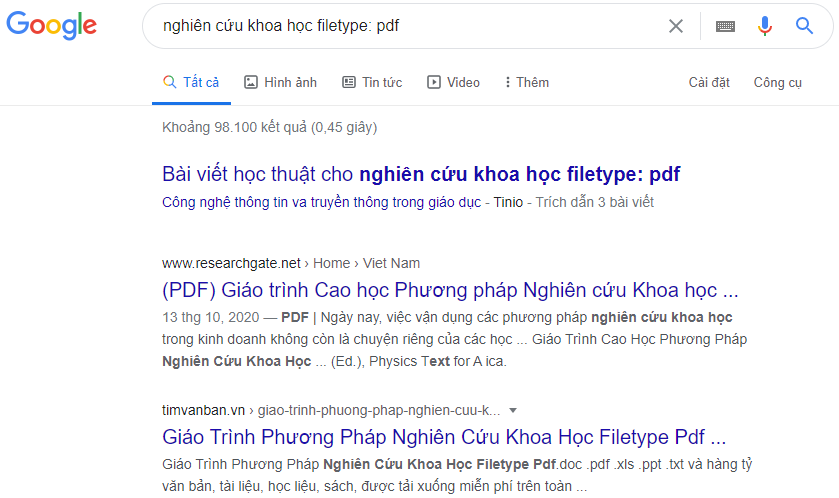 Google
nghiên cứu khoa học filetype: pdf
Tất cả Hình ảnh Tin tức Video Thêm Cài đặt Công cụ
Khoảng 98.100 kết quả (0,45 giây)
Bài viết học thuật cho nghiên cứu khoa học filetype: pdf
Công nghệ thông tin va truyền thông trong giáo dục - Tinio - Trích dẫn 3 bài viết
www.researchgate.net › Home › Viet Nam
(PDF) Giáo trình Cao học Phương pháp Nghiên cứu Khoa học ...
13 thg 10, 2020 — PDF | Ngày nay, việc vận dụng các phương pháp nghiên cứu khoa học
trong kinh doanh không còn là chuyện riêng của các học ... Giáo Trình Cao Học Phương Pháp
Nghiên Cứu Khoa Học ... (Ed.), Physics Text for A ica.
timvanban.vn › giao-trinh-phuong-phap-nghien-cuu-k...
Giáo Trình Phương Pháp Nghiên Cứu Khoa Học Filetype Pdf ...
Giáo Trình Phương Pháp Nghiên Cứu Khoa Học Filetype Pdf.doc .pdf .xls .ppt .txt và hàng tỷ
văn bản, tài liệu, học liệu, sách, được tải xuống miễn phí trên toàn ...